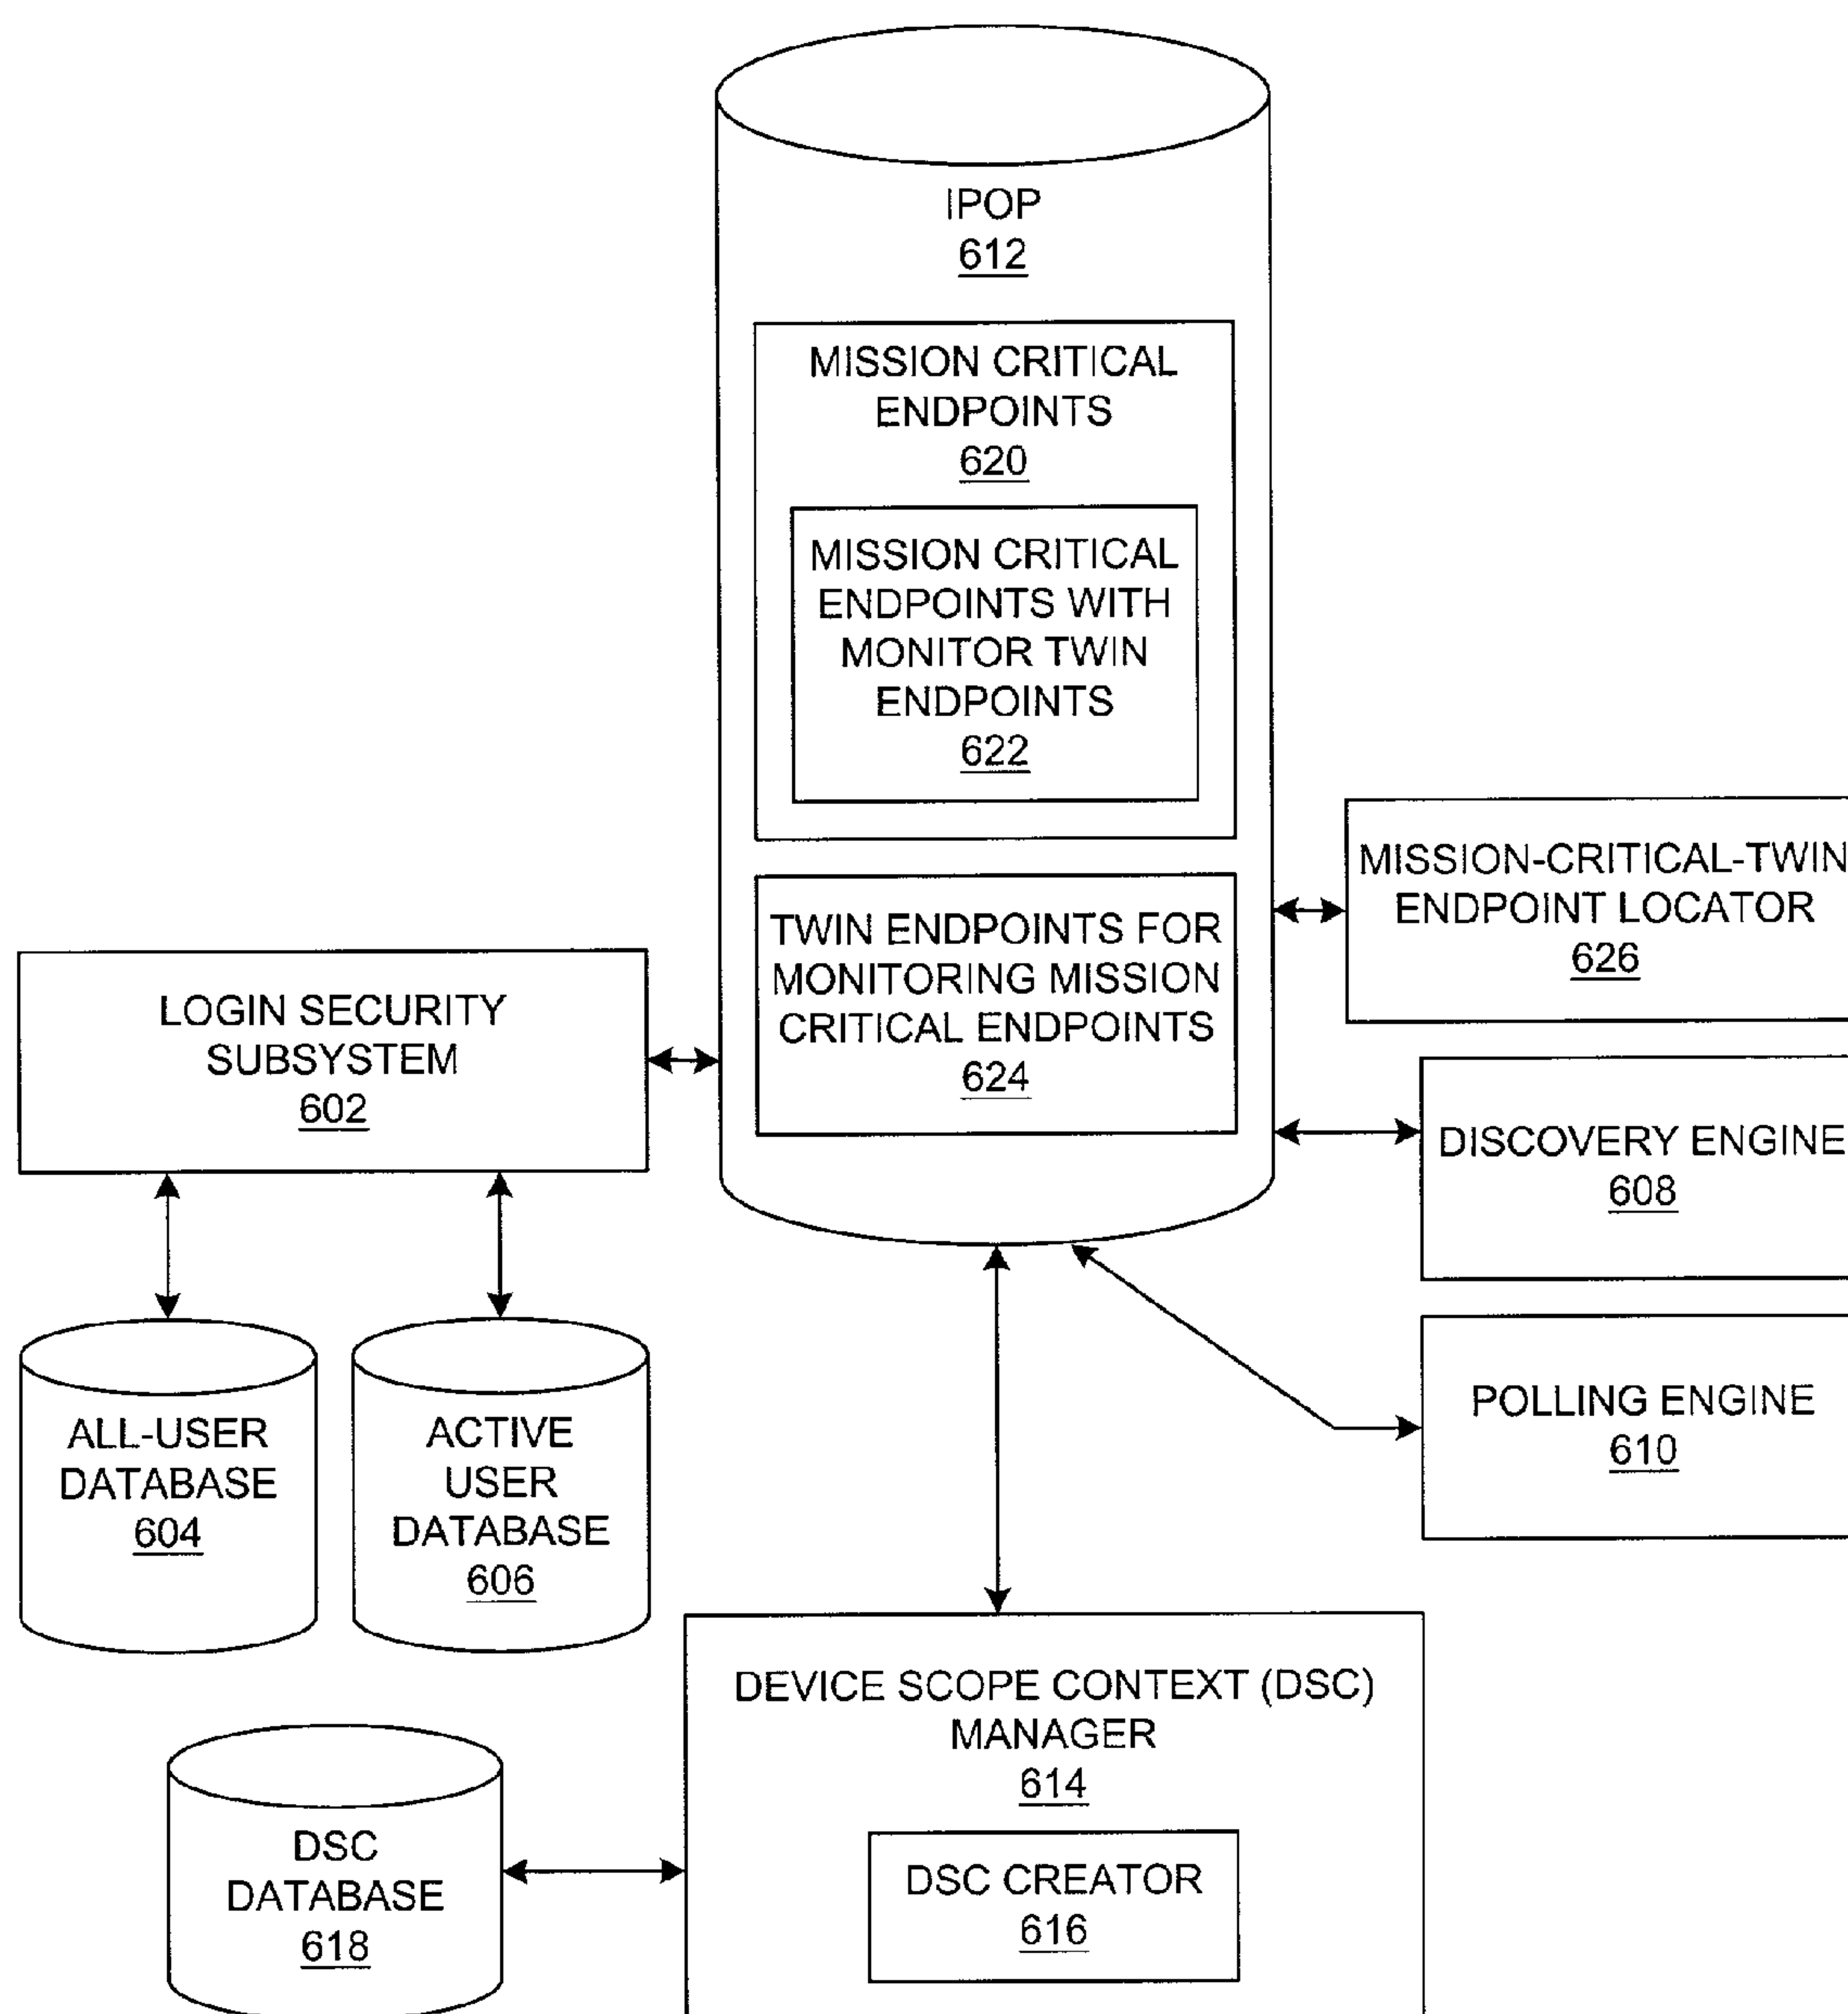 IPOP
612
MISSION CRITICAL
ENDPOINTS
620
MISSION CRITICAL
ENDPOINTS WITH
MONITOR TWIN
ENDPOINTS
622
TWIN ENDPOINTS FOR
MONITORING MISSION
CRITICAL ENDPOINTS
624
MISSION-CRITICAL-TWIN
ENDPOINT LOCATOR
626
LOGIN SECURITY
SUBSYSTEM
602
DISCOVERY ENGINE
608
POLLING ENGINE
610
ALL-USER
DATABASE
604
ACTIVE
USER
DATABASE
606
DEVICE SCOPE CONTEXT (DSC)
MANAGER
614
DSC CREATOR
616
DSC
DATABASE
618